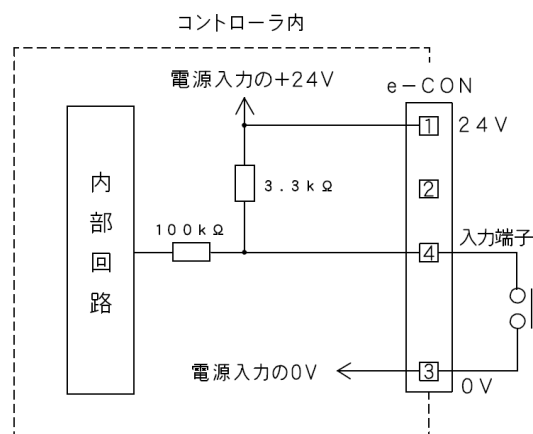 コントローラ内
電源入力の+24V
e-CON
1
24V
3.3kΩ
2
100kΩ
入力端子
4
内部回路
電源入力の0V
3
0V